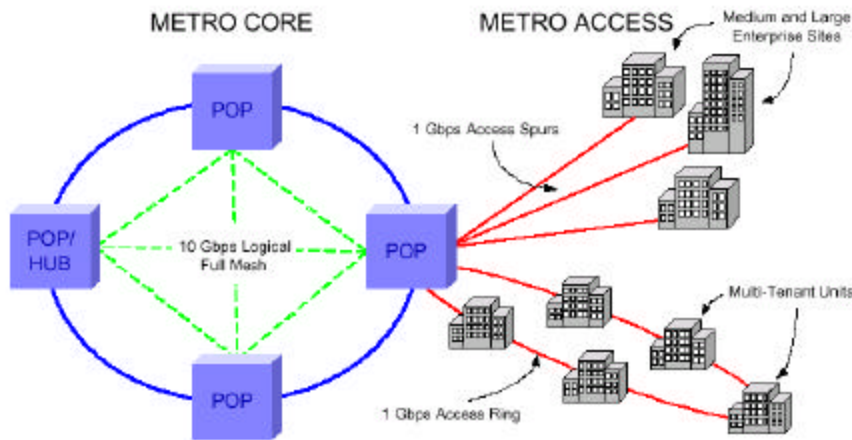 METRO CORE
METRO ACCESS
Medium and Large
Enterprise Sites
POP
1 Gbps Access Spurs
POP/
HUB
10 Gbps Logical
Full Mesh
POP
Multi-Tenant Units
POP
1 Gbps Access Ring